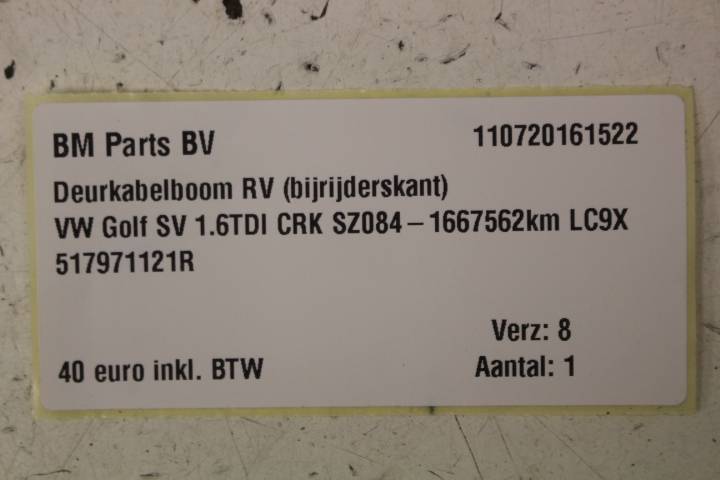 BM Parts BV 110720161522
Deurkabelboom RV (bijrijderskant)
VW Golf SV 1.6TDI CRK SZ084 – 1667562km LC9X
517971121R
Verz: 8
40 euro inkl. BTW Aantal: 1